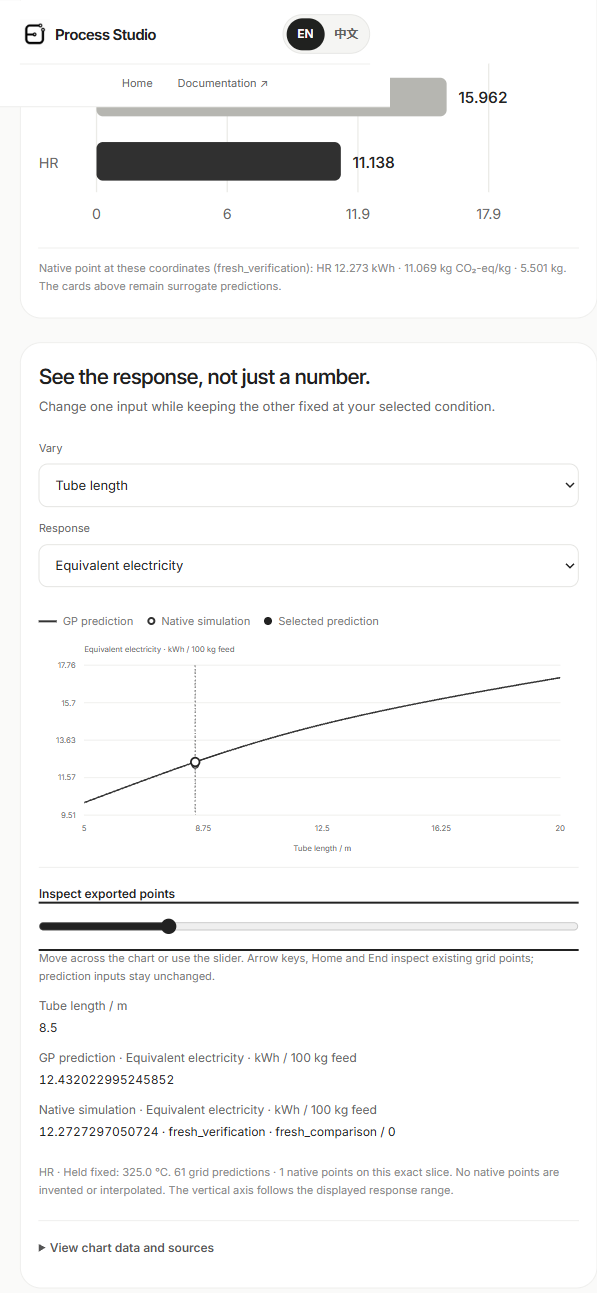 Process Studio
EN 中文
Home Documentation ↗
15.962
HR 11.138
0 6 11.9 17.9
Native point at these coordinates (fresh_verification): HR 12.273 kWh · 11.069 kg CO₂-eq/kg · 5.501 kg.
The cards above remain surrogate predictions.
See the response, not just a number.
Change one input while keeping the other fixed at your selected condition.
Vary
Tube length
Response
Equivalent electricity
GP prediction Native simulation Selected prediction
Equivalent electricity · kWh / 100 kg feed
17.76
15.7
13.63
11.57
9.51
5 8.75 12.5 16.25 20
Tube length / m
Inspect exported points
Move across the chart or use the slider. Arrow keys, Home and End inspect existing grid points;
prediction inputs stay unchanged.
Tube length / m
8.5
GP prediction · Equivalent electricity · kWh / 100 kg feed
12.432022995245852
Native simulation · Equivalent electricity · kWh / 100 kg feed
12.2727297050724 · fresh_verification · fresh_comparison / 0
HR · Held fixed: 325.0 °C. 61 grid predictions · 1 native points on this exact slice. No native points are
invented or interpolated. The vertical axis follows the displayed response range.
▶ View chart data and sources